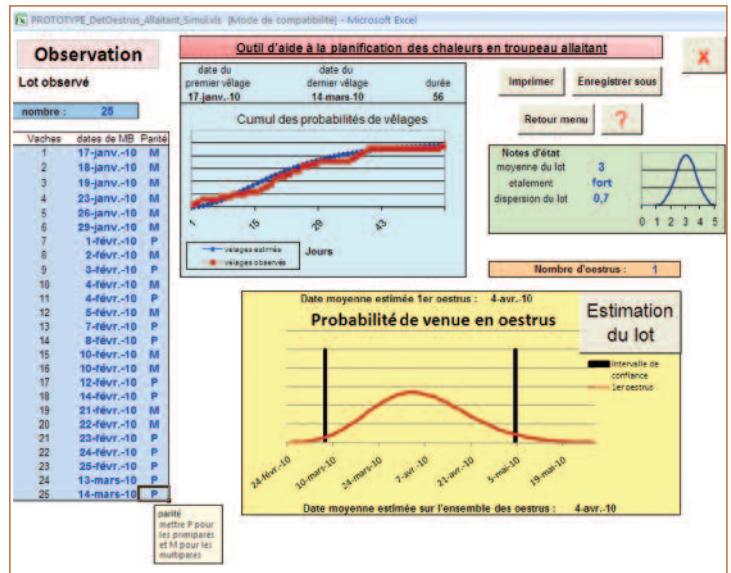 PROTOTYPE_DetOestrus_Allaitant_Simul.xls [Mode de compatibilité] - Microsoft Excel
Observation
Outil d'aide à la planification des chaleurs en troupeau allaitant
X
Lot observé
nombre : 25
Vaches dates de MB Parité
1 17-janv.-10 M
2 18-janv.-10 M
3 19-janv.-10 M
4 23-janv.-10 M
5 26-janv.-10 M
6 29-janv.-10 M
7 1-févr.-10 P
8 2-févr.-10 M
9 3-févr.-10 P
10 4-févr.-10 M
11 4-févr.-10 P
12 5-févr.-10 M
13 7-févr.-10 P
14 8-févr.-10 P
15 10-févr.-10 M
16 10-févr.-10 M
17 12-févr.-10 P
18 14-févr.-10 P
19 21-févr.-10 M
20 22-févr.-10 M
21 23-févr.-10 P
22 24-févr.-10 P
23 25-févr.-10 P
24 13-mars-10 P
25 14-mars-10 P
parité
mettre P pour
les primipares
et M pour les
multipares
date du premier vélage
date du dernier vélage
durée
17-janv.-10 14-mars-10 56
Cumul des probabilités de vêlages
1 15 29 43
Jours
vélages estimés
vélages observés
Imprimer
Enregistrer sous
Retour menu
?
Notes d'état
moyenne du lot 3
etalement fort
dispersion du lot 0,7
0 1 2 3 4 5
Nombre d'oestrus : 1
Date moyenne estimée 1er oestrus : 4-avr.-10
Probabilité de venue en oestrus
Estimation
du lot
Intervalle de
confiance
1er oestrus
24-févr.-10 10-mars-10 24-mars-10 7-avr.-10 21-avr.-10 5-mai-10 19-mai-10
Date moyenne estimée sur l'ensemble des oestrus : 4-avr.-10